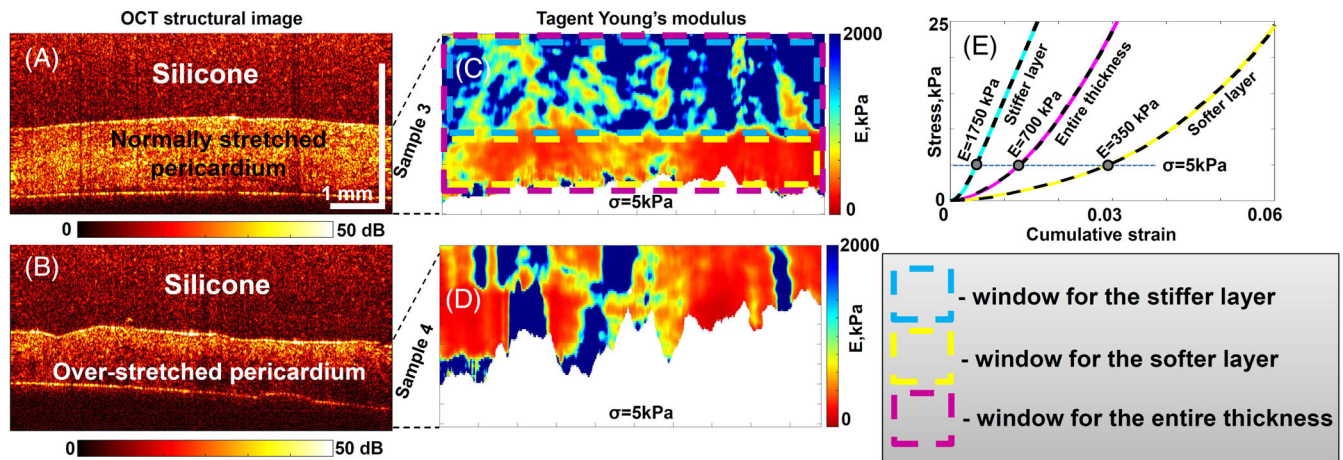 OCT structural image
Tagent Young's modulus
(A)
Silicone
Normally stretched
pericardium
1 mm
0
50 dB
Sample 3
(C)
σ=5kPa
2000
E,kPa
0
(B)
Silicone
Over-stretched pericardium
0
50 dB
Sample 4
(D)
σ=5kPa
2000
E,kPa
0
(E)
25
Stress,kPa
0
E=1750 kPa
Stiffer layer
E=700 kPa
Entire thickness
E=350 kPa
Softer layer
σ=5kPa
0
0.03
0.06
Cumulative strain
- window for the stiffer layer
- window for the softer layer
- window for the entire thickness